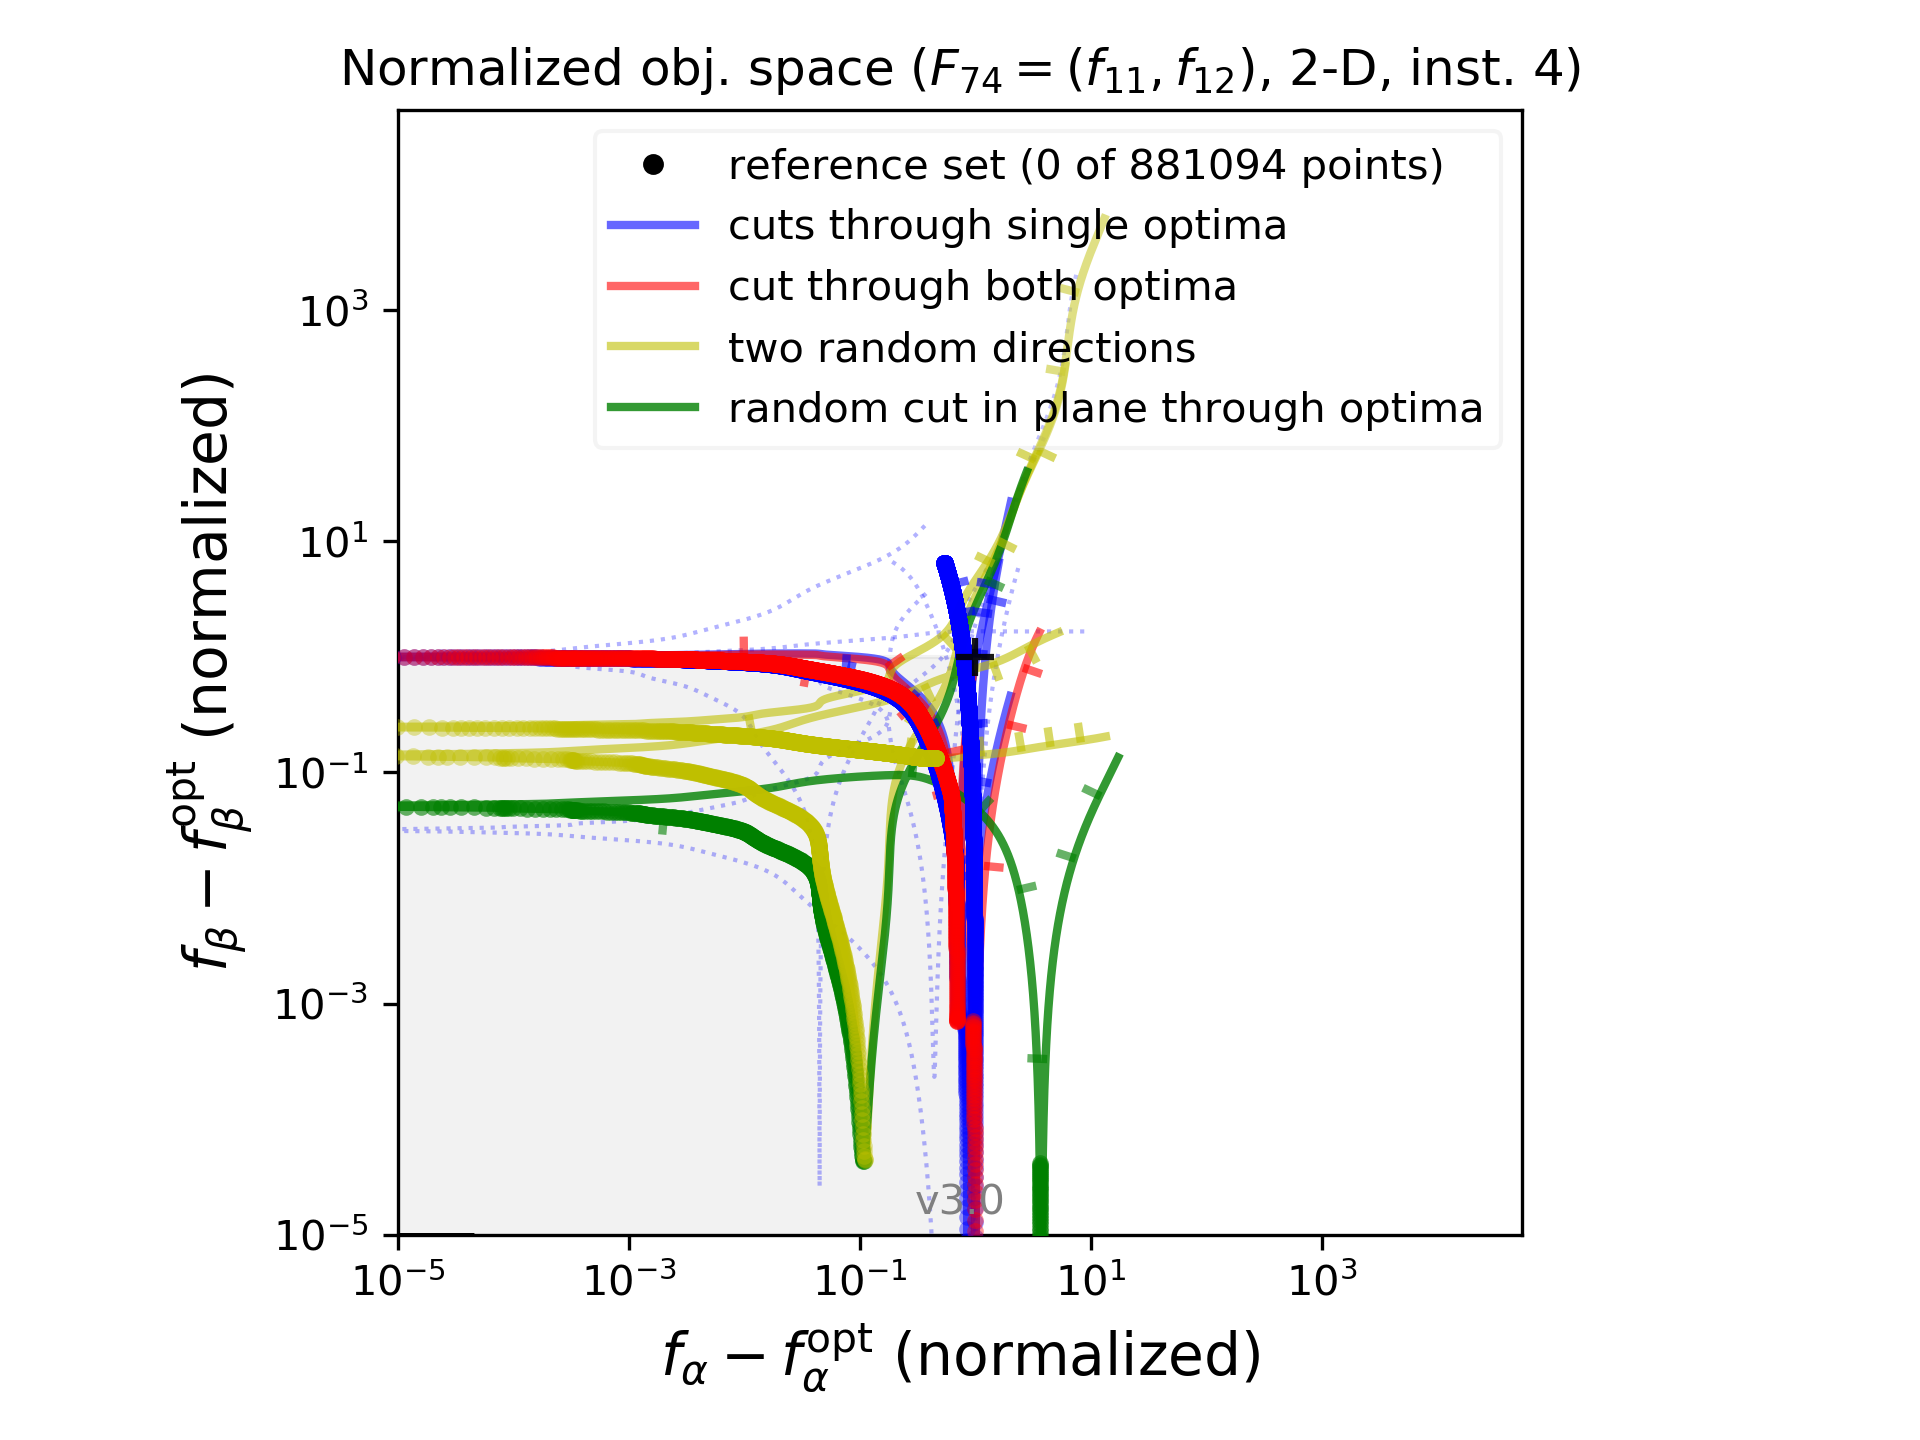 Normalized obj. space (F₇₄ = (f₁₁, f₁₂), 2-D, inst. 4)
reference set (0 of 881094 points)
cuts through single optima
cut through both optima
two random directions
random cut in plane through optima
10³
10¹
10⁻¹
10⁻³
10⁻⁵
f_β − f_β^opt (normalized)
v3.0
10⁻⁵
10⁻³
10⁻¹
10¹
10³
f_α − f_α^opt (normalized)